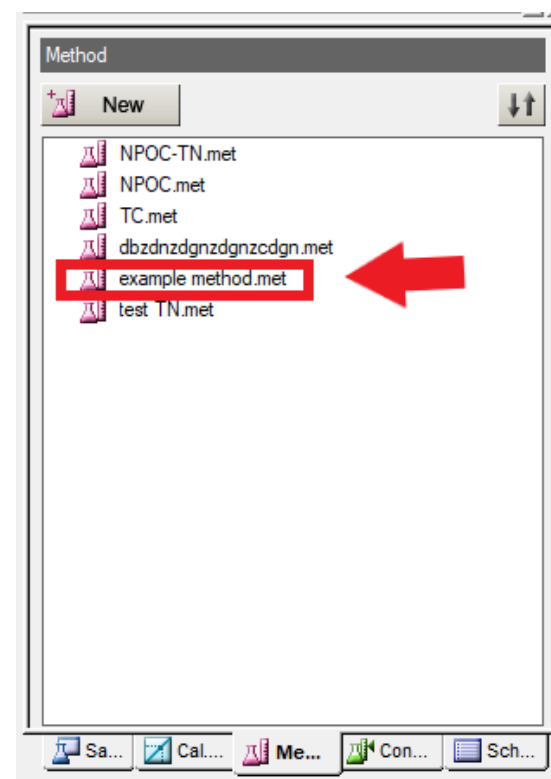 Method
New
NPOC-TN.met
NPOC.met
TC.met
dbzdnzdgnzdgnzcdgn.met
example method.met
test TN.met
Sa... Cal.... Me... Con... Sch...